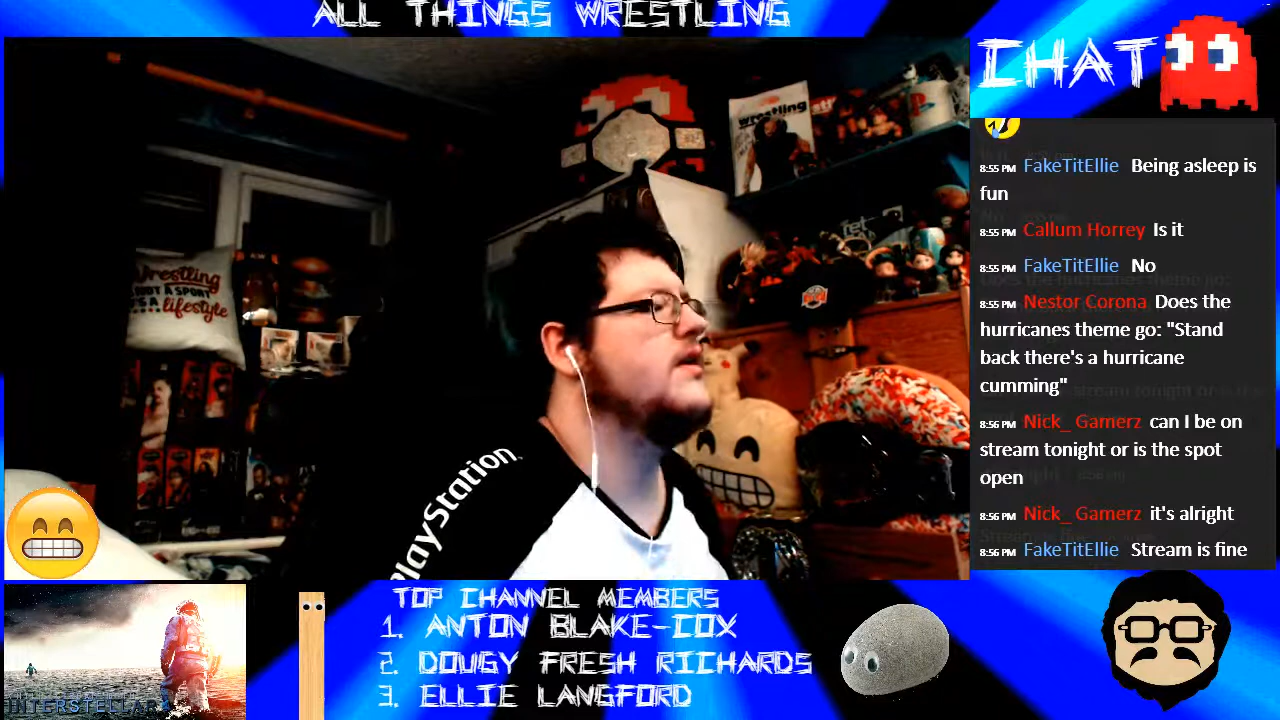 ALL THINGS WRESTLING
CHAT
wrestling
Wrestling
NOT A SPORT
IT'S A lifestyle
PlayStation
8:55 PM FakeTitEllie Being asleep is
fun
8:55 PM Callum Horrey Is it
8:55 PM FakeTitEllie No
8:55 PM Nestor Corona Does the
hurricanes theme go: "Stand
back there's a hurricane
cumming"
8:56 PM Nick_ Gamerz can I be on
stream tonight or is the spot
open
8:56 PM Nick_ Gamerz it's alright
8:56 PM FakeTitEllie Stream is fine
TOP CHANNEL MEMBERS
1. ANTON BLAKE-COX
2. DOUGY FRESH RICHARDS
3. ELLIE LANGFORD
INTERSTELLAR